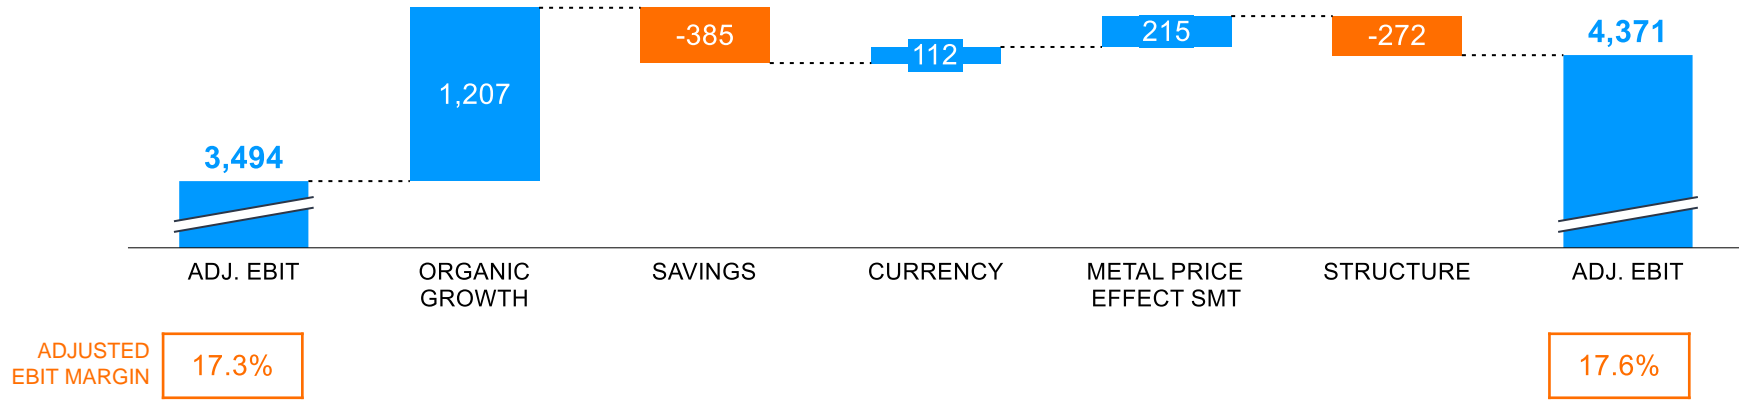 1,207
-385
112
215
-272
4,371
3,494
ADJ. EBIT
ORGANIC
GROWTH
SAVINGS
CURRENCY
METAL PRICE
EFFECT SMT
STRUCTURE
ADJ. EBIT
ADJUSTED
EBIT MARGIN
17.3%
17.6%